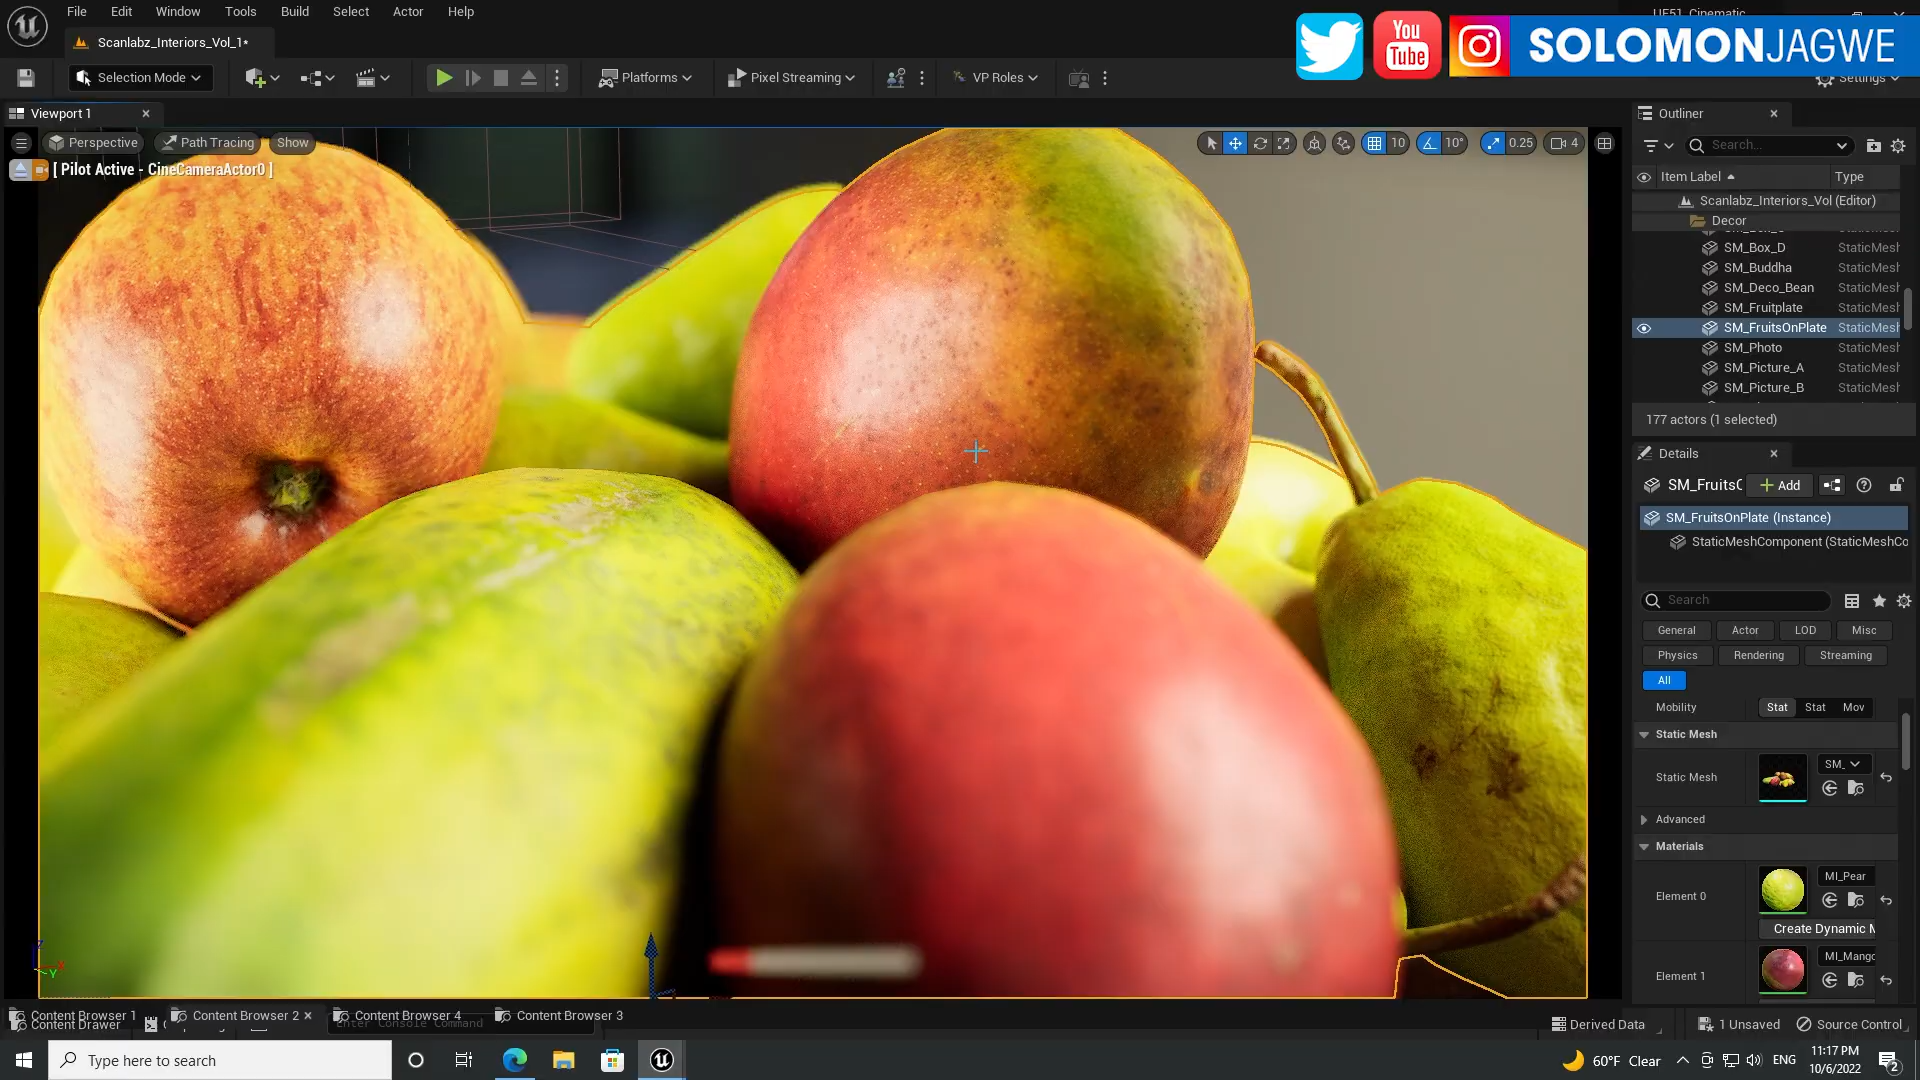 File Edit Window Tools Build Select Actor Help
Scanlabz_Interiors_Vol_1*
You
Tube
SOLOMONJAGWE
Selection Mode
Platforms
Pixel Streaming
VP Roles
Settings
Viewport 1
Perspective
Path Tracing
Show
10
10°
0.25
4
[ Pilot Active - CineCameraActor0 ]
Outliner
Search...
Item Label
Type
Scanlabz_Interiors_Vol (Editor)
Decor
SM_Box_D StaticMesh
SM_Buddha StaticMesh
SM_Deco_Bean StaticMesh
SM_Fruitplate StaticMesh
SM_FruitsOnPlate StaticMesh
SM_Photo StaticMesh
SM_Picture_A StaticMesh
SM_Picture_B StaticMesh
177 actors (1 selected)
Details
SM_FruitsO
+ Add
SM_FruitsOnPlate (Instance)
StaticMeshComponent (StaticMeshCo
Search
General Actor LOD Misc
Physics Rendering Streaming
All
Mobility
Stat Stat Mov
Static Mesh
Static Mesh
SM_
Advanced
Materials
Element 0
MI_Pear
Create Dynamic M
Element 1
MI_Mango
Content Browser 1
Content Browser 2
Content Browser 4
Content Browser 3
Content Drawer
Enter Console Command
Derived Data
1 Unsaved
Source Control
Type here to search
60°F Clear
ENG
11:17 PM
10/6/2022
2